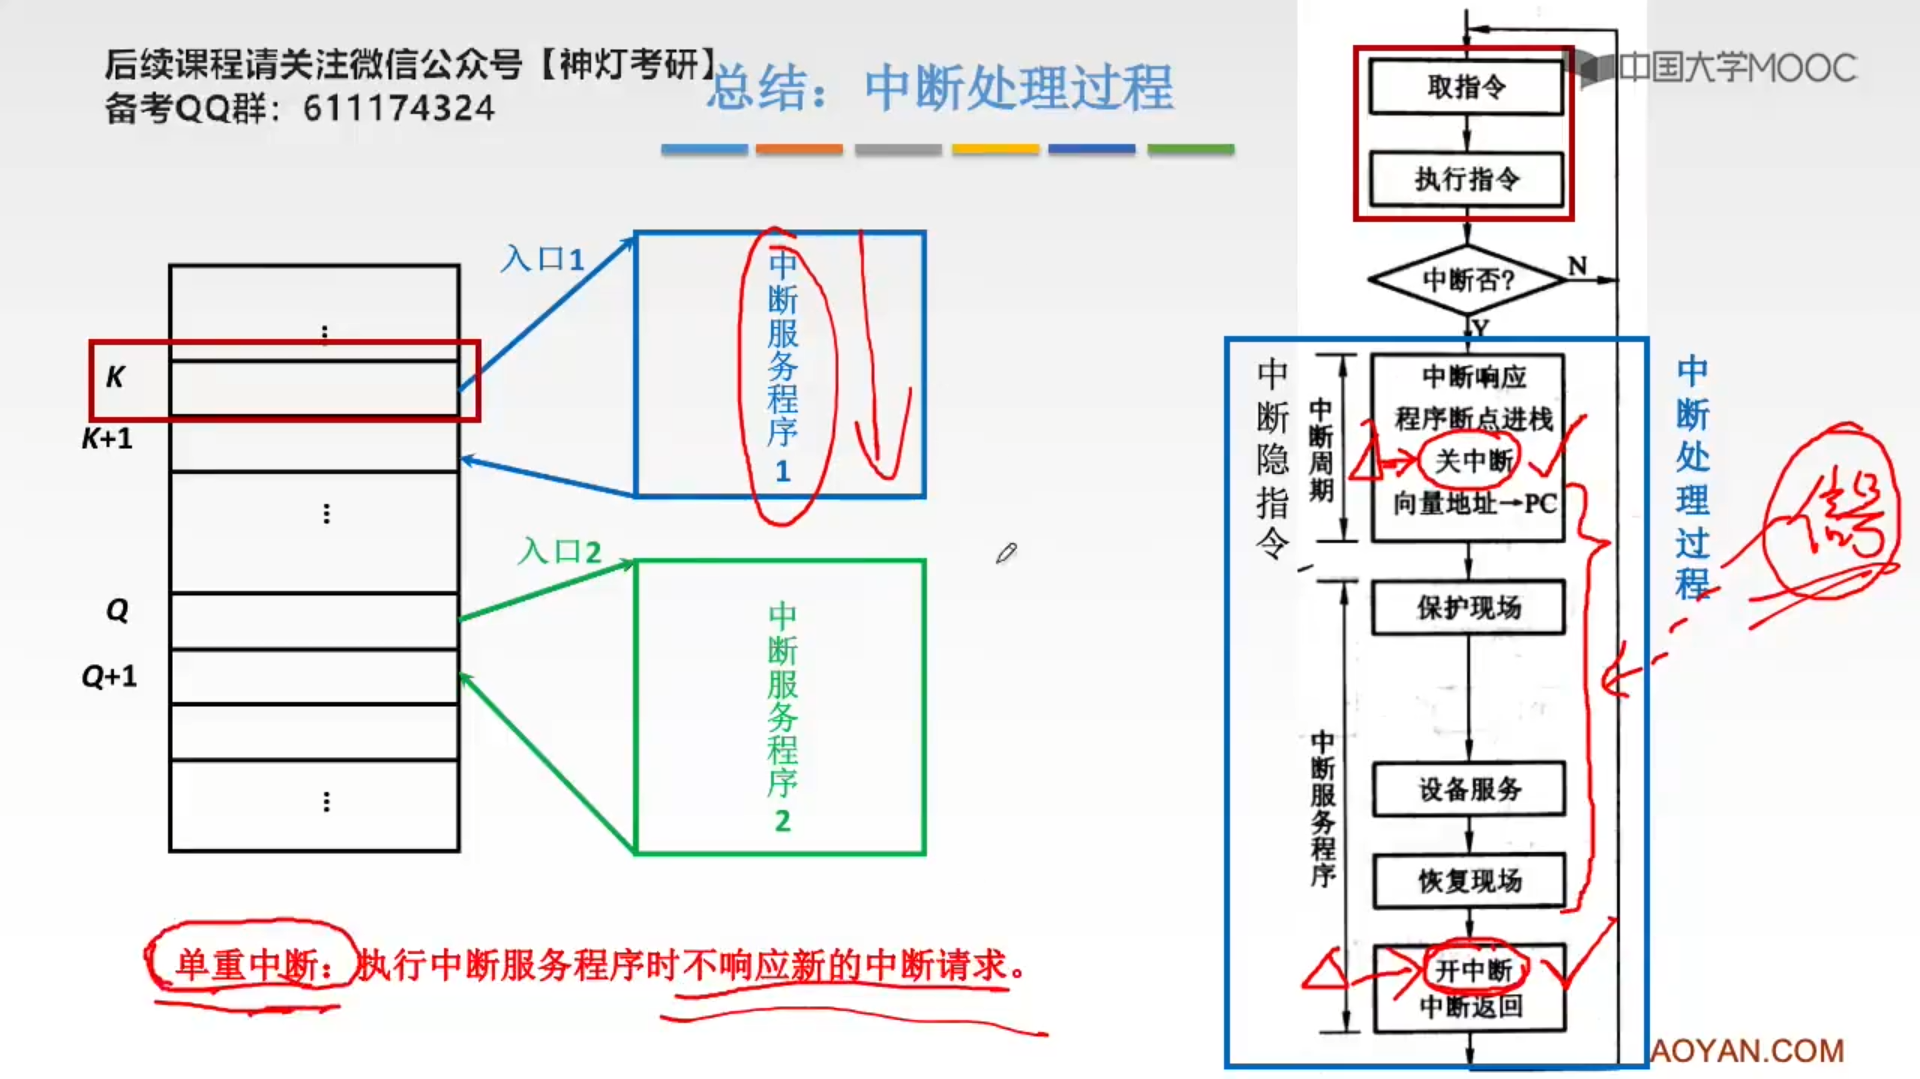 后续课程请关注微信公众号【神灯考研】
备考QQ群：611174324
总结：中断处理过程
中国大学MOOC
取指令
执行指令
中断否?
N
Y
入口1
中断服务程序1
⋮
K
K+1
⋮
入口2
中断服务程序2
Q
Q+1
⋮
中断隐指令
中断周期
中断响应
程序断点进栈
关中断
向量地址→PC
中断处理过程
信号
保护现场
中断服务程序
设备服务
恢复现场
开中断
中断返回
单重中断：执行中断服务程序时不响应新的中断请求。
AOYAN.COM